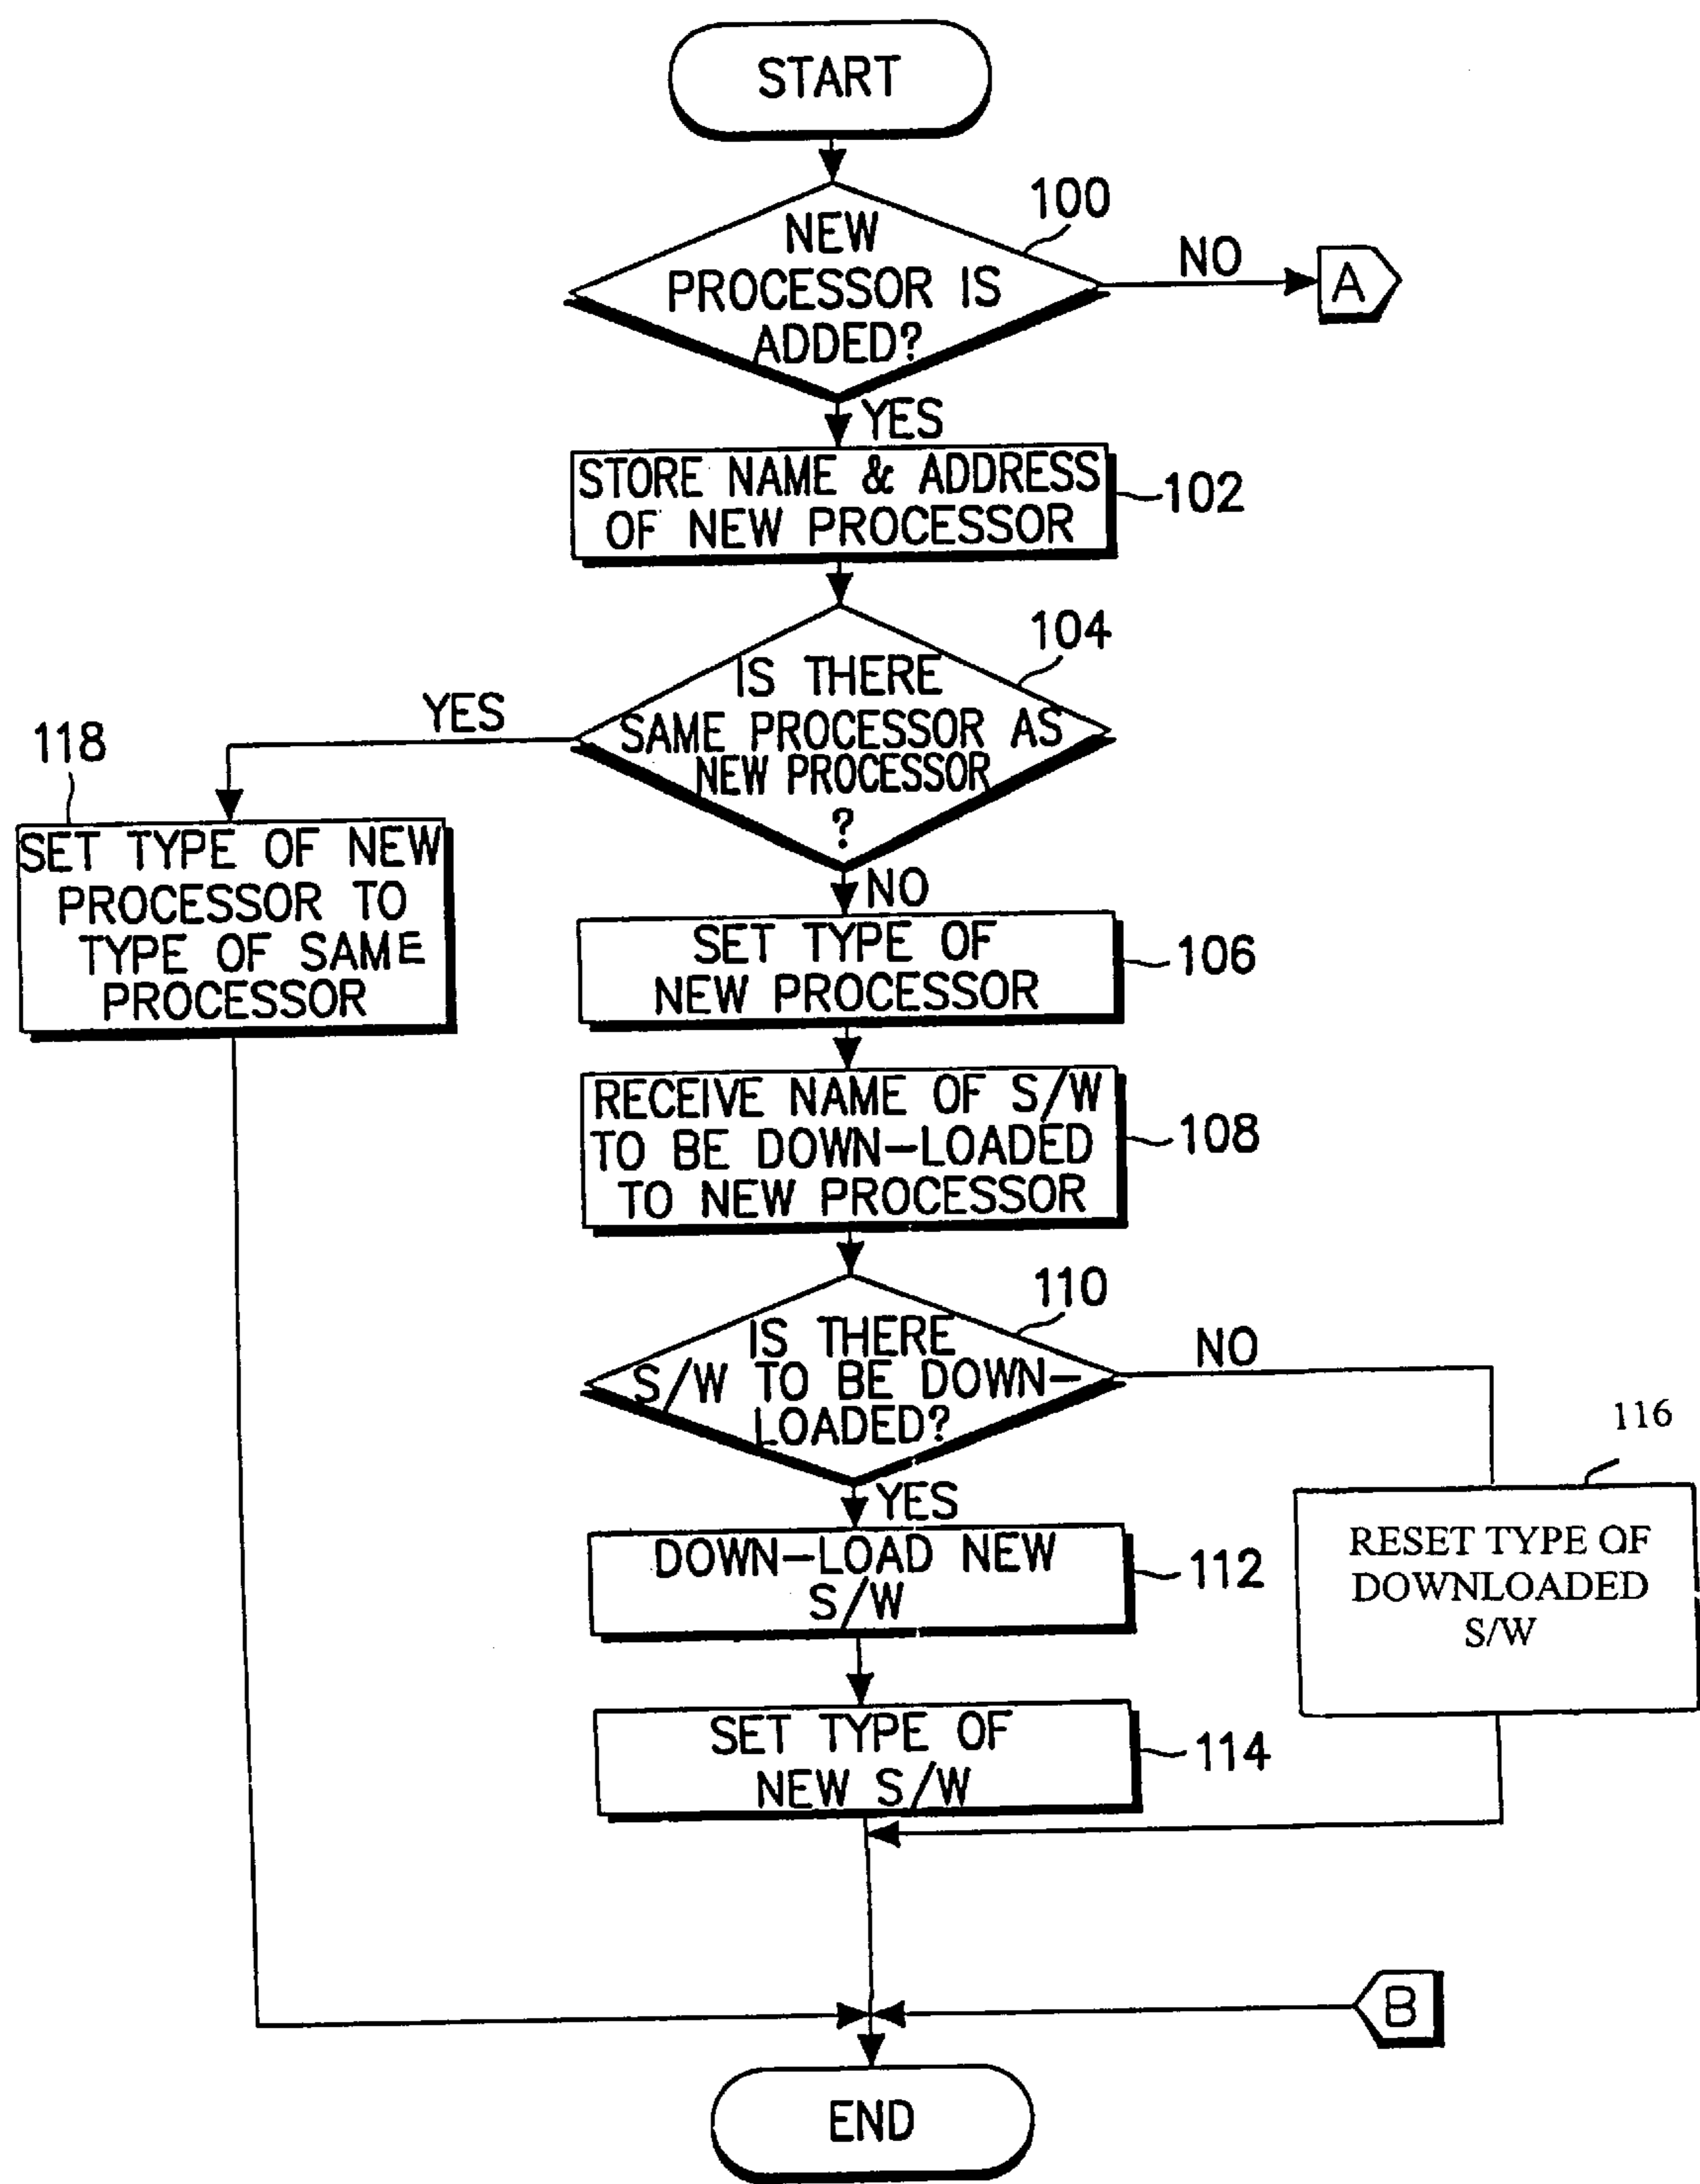 START
100
NEW
PROCESSOR IS
ADDED?
NO
A
YES
STORE NAME & ADDRESS
OF NEW PROCESSOR
102
104
IS THERE
SAME PROCESSOR AS
NEW PROCESSOR
?
YES
118
SET TYPE OF NEW
PROCESSOR TO
TYPE OF SAME
PROCESSOR
NO
SET TYPE OF
NEW PROCESSOR
106
RECEIVE NAME OF S/W
TO BE DOWN-LOADED
TO NEW PROCESSOR
108
110
IS THERE
S/W TO BE DOWN-
LOADED?
NO
116
RESET TYPE OF
DOWNLOADED
S/W
YES
DOWN-LOAD NEW
S/W
112
SET TYPE OF
NEW S/W
114
B
END